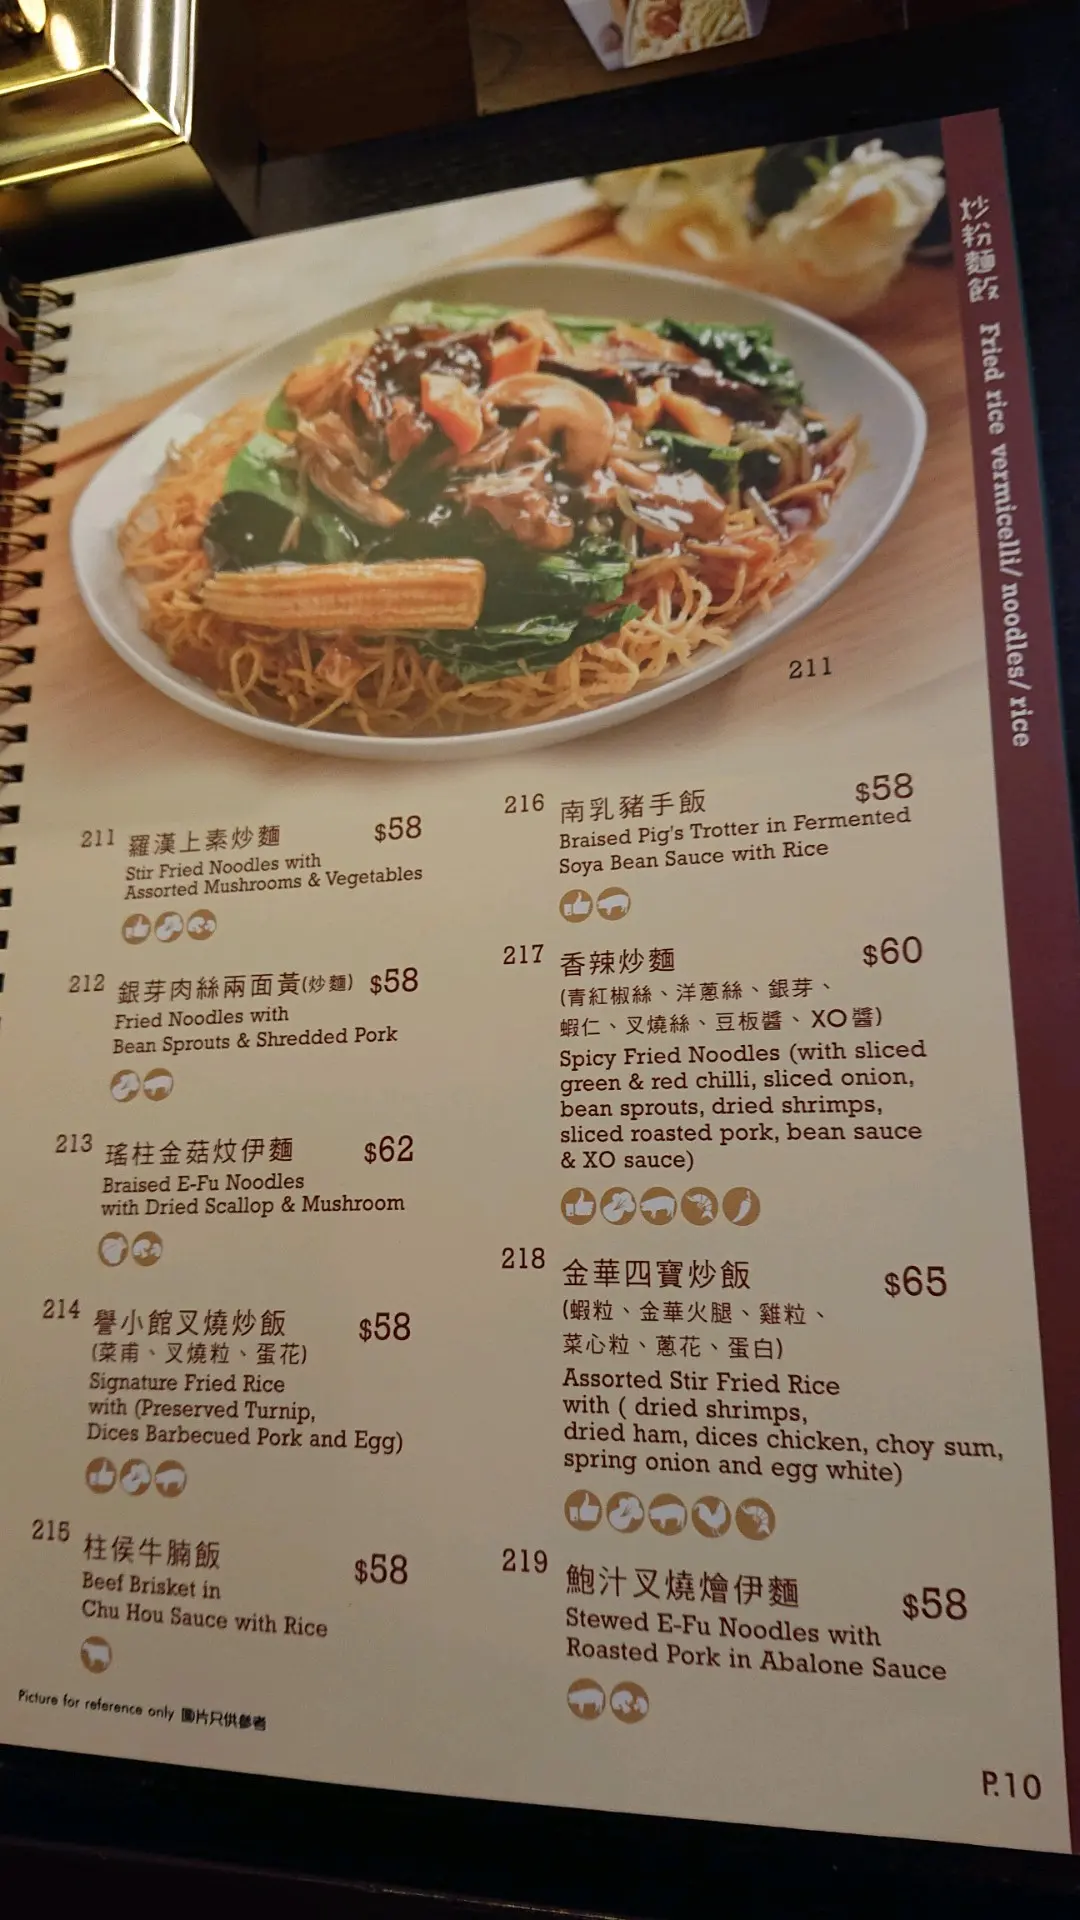 炒粉麵飯 Fried rice vermicelli/ noodles/ rice
211
211 羅漢上素炒麵 $58
Stir Fried Noodles with
Assorted Mushrooms & Vegetables
212 銀芽肉絲兩面黃(炒麵) $58
Fried Noodles with
Bean Sprouts & Shredded Pork
213 瑤柱金菇炆伊麵 $62
Braised E-Fu Noodles
with Dried Scallop & Mushroom
214 譽小館叉燒炒飯 $58
(菜甫、叉燒粒、蛋花)
Signature Fried Rice
with (Preserved Turnip,
Dices Barbecued Pork and Egg)
215 柱侯牛腩飯 $58
Beef Brisket in
Chu Hou Sauce with Rice
Picture for reference only 圖片只供參考
216 南乳豬手飯 $58
Braised Pig's Trotter in Fermented
Soya Bean Sauce with Rice
217 香辣炒麵 $60
(青紅椒絲、洋蔥絲、銀芽、
蝦仁、叉燒絲、豆板醬、XO醬)
Spicy Fried Noodles (with sliced
green & red chilli, sliced onion,
bean sprouts, dried shrimps,
sliced roasted pork, bean sauce
& XO sauce)
218 金華四寶炒飯 $65
(蝦粒、金華火腿、雞粒、
菜心粒、蔥花、蛋白)
Assorted Stir Fried Rice
with ( dried shrimps,
dried ham, dices chicken, choy sum,
spring onion and egg white)
219 鮑汁叉燒燴伊麵 $58
Stewed E-Fu Noodles with
Roasted Pork in Abalone Sauce
P.10